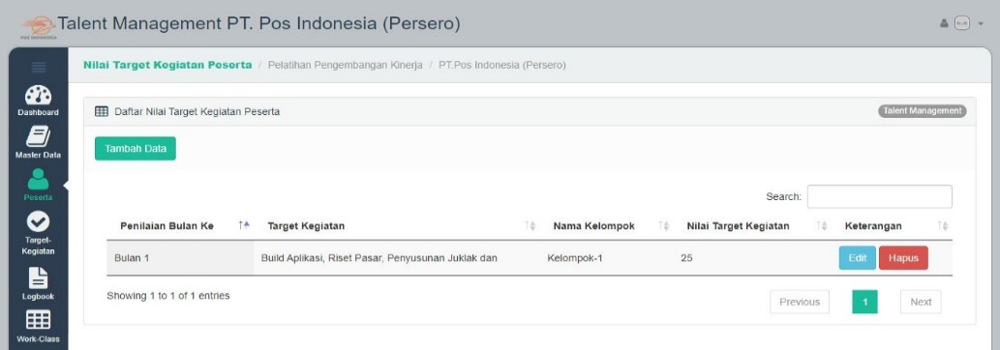 Talent Management PT. Pos Indonesia (Persero)
POS INDONESIA
Nilai Target Kegiatan Peserta / Pelatihan Pengembangan Kinerja / PT.Pos Indonesia (Persero)
Dashboard
Master Data
Peserta
Target-
Kegiatan
Logbook
Work-Class
Daftar Nilai Target Kegiatan Peserta Talent Management
Tambah Data
Search:
Penilaian Bulan Ke Target Kegiatan Nama Kelompok Nilai Target Kegiatan Keterangan
Bulan 1 Build Aplikasi, Riset Pasar, Penyusunan Juklak dan Kelompok-1 25 Edit Hapus
Showing 1 to 1 of 1 entries
Previous 1 Next